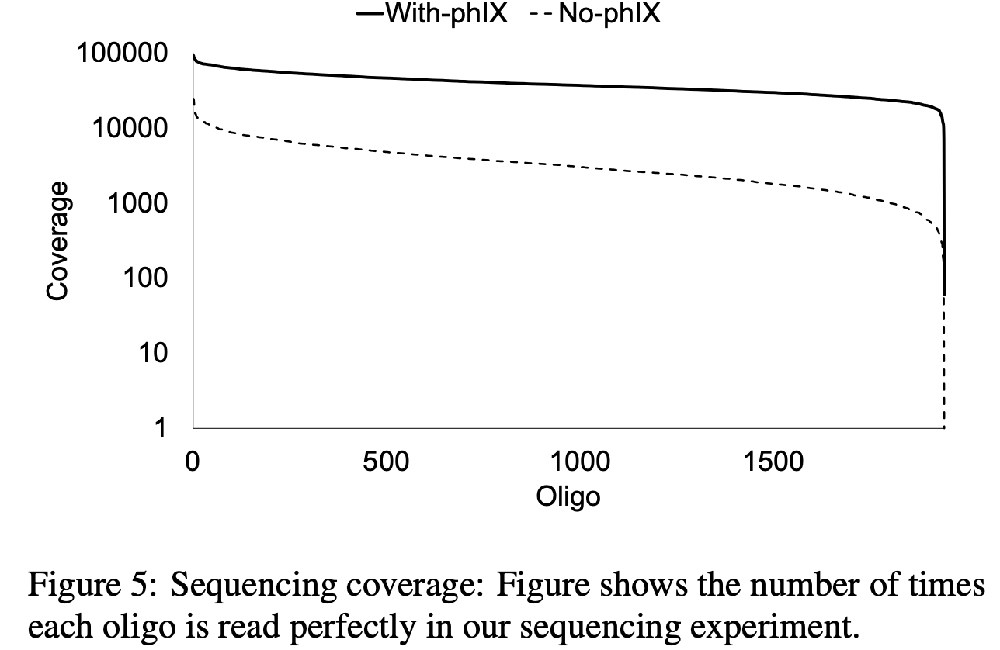 With-phIX No-phIX
100000
10000
1000
100
10
1
Coverage
0 500 1000 1500
Oligo
Figure 5: Sequencing coverage: Figure shows the number of times
each oligo is read perfectly in our sequencing experiment.